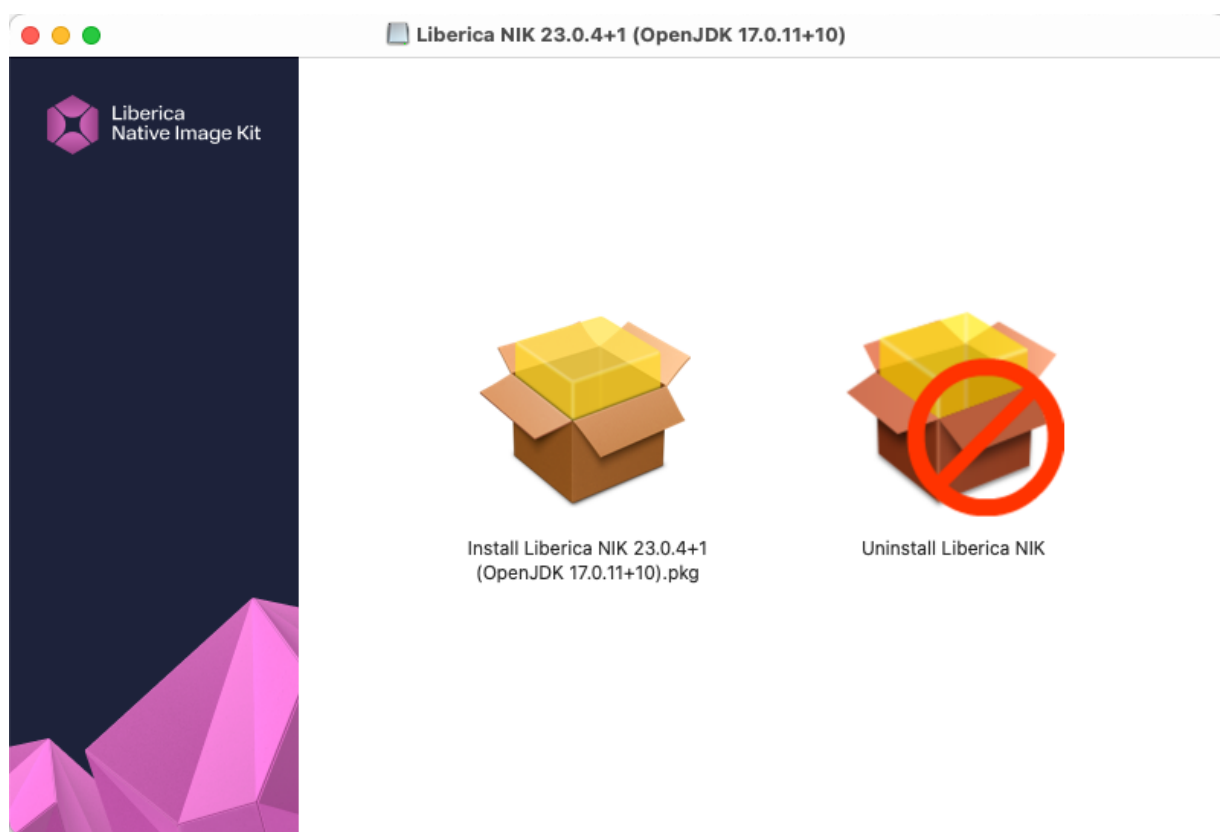 Liberica NIK 23.0.4+1 (OpenJDK 17.0.11+10)
Liberica
Native Image Kit
Install Liberica NIK 23.0.4+1
(OpenJDK 17.0.11+10).pkg
Uninstall Liberica NIK